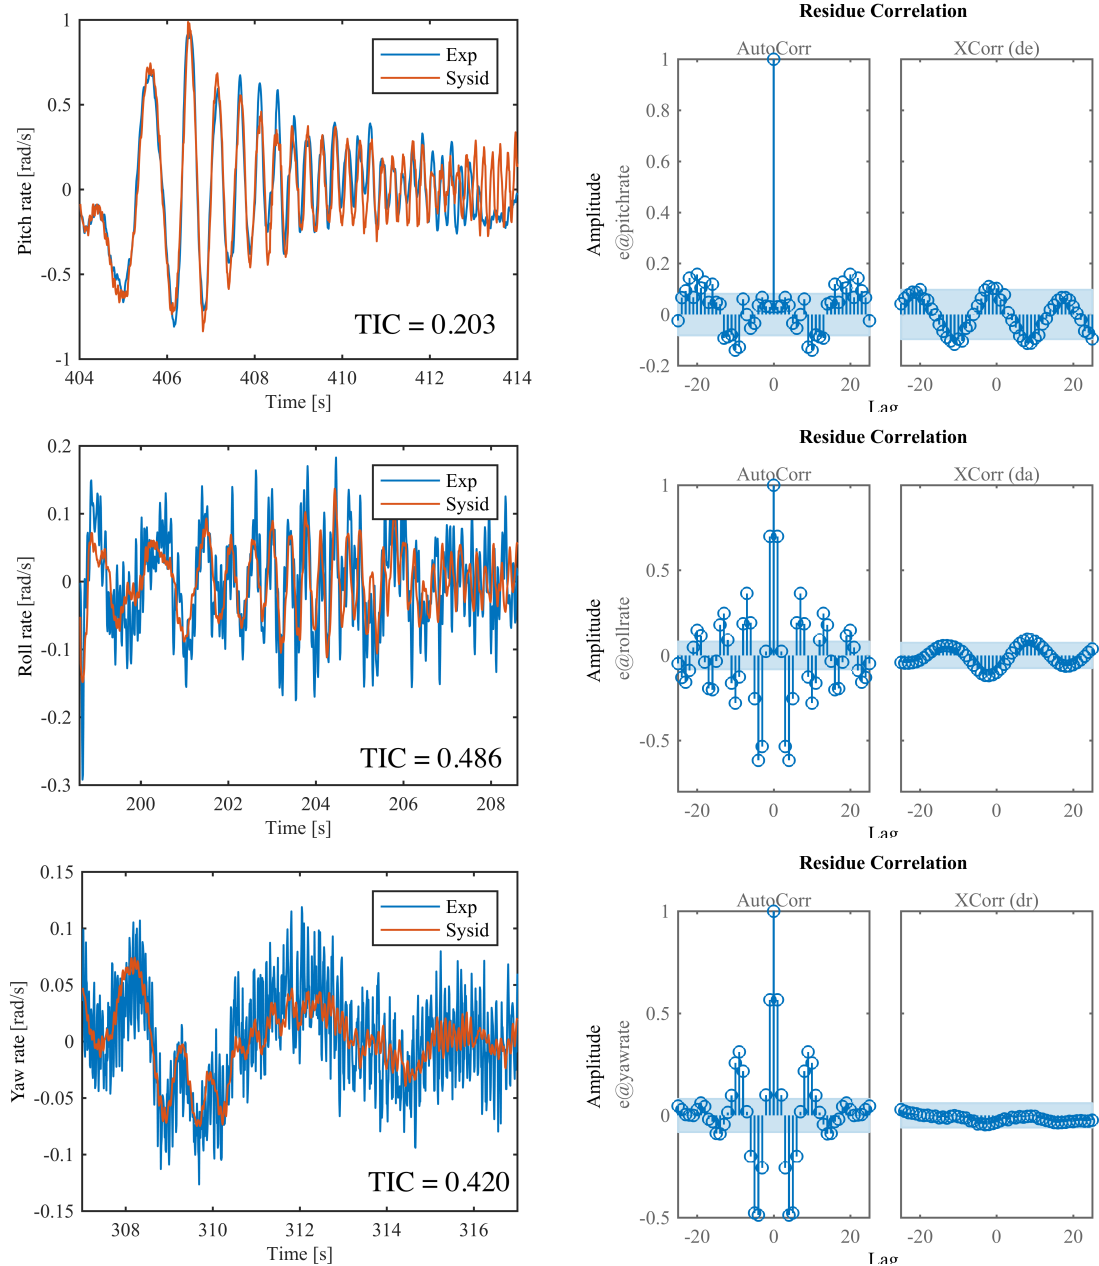 1
0.5
0
-0.5
-1
Pitch rate [rad/s]
Exp
Sysid
TIC = 0.203
404
406
408
410
412
414
Time [s]
Residue Correlation
AutoCorr
XCorr (de)
1
0.8
0.6
0.4
0.2
0
-0.2
Amplitude
e@pitchrate
-20
0
20
-20
0
20
Lag
0.2
0.1
0
-0.1
-0.2
-0.3
Roll rate [rad/s]
Exp
Sysid
TIC = 0.486
200
202
204
206
208
Time [s]
Residue Correlation
AutoCorr
XCorr (da)
1
0.5
0
-0.5
Amplitude
e@rollrate
-20
0
20
-20
0
20
Lag
0.15
0.1
0.05
0
-0.05
-0.1
-0.15
Yaw rate [rad/s]
Exp
Sysid
TIC = 0.420
308
310
312
314
316
Time [s]
Residue Correlation
AutoCorr
XCorr (dr)
1
0.5
0
-0.5
Amplitude
e@yawrate
-20
0
20
-20
0
20
Lag